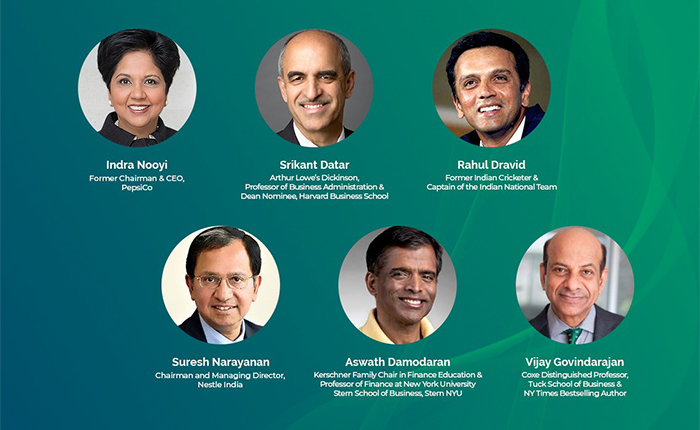 Indra Nooyi
Former Chairman & CEO,
PepsiCo
Srikant Datar
Arthur Lowe's Dickinson,
Professor of Business Administration &
Dean Nominee, Harvard Business School
Rahul Dravid
Former Indian Cricketer &
Captain of the Indian National Team
Suresh Narayanan
Chairman and Managing Director,
Nestle India
Aswath Damodaran
Kerschner Family Chair in Finance Education &
Professor of Finance at New York University
Stern School of Business, Stern NYU
Vijay Govindarajan
Coxe Distinguished Professor,
Tuck School of Business &
NY Times Bestselling Author